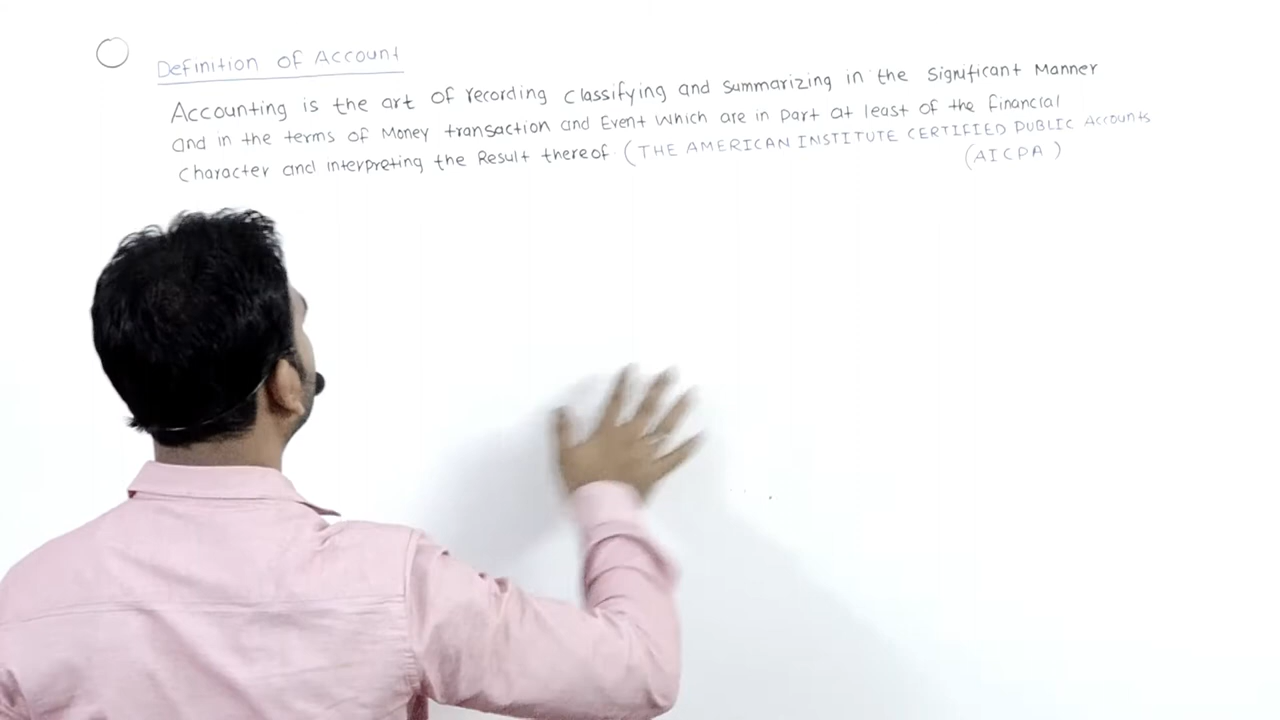 Definition of Account
Accounting is the art of recording classifying and summarizing in the significant Manner
and in the terms of Money transaction and Event which are in part at least of the financial
character and interpreting the Result thereof (THE AMERICAN INSTITUTE CERTIFIED PUBLIC Accounts
(AICPA)